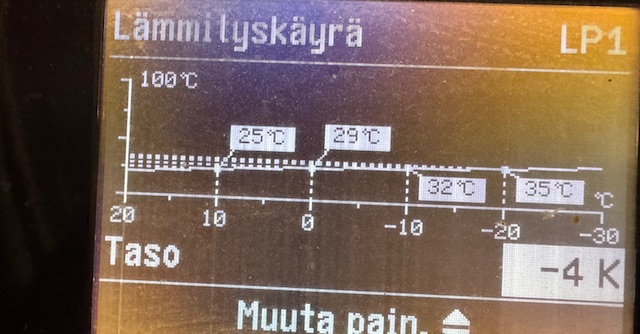 Lämmityskäyrä LP1
100°C
25°C 29°C
32°C 35°C °C
20 10 0 -10 -20 -30
Taso -4 K
Muuta pain.